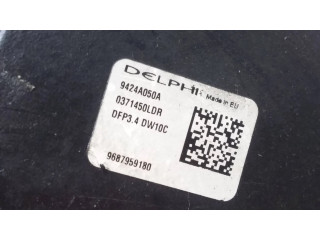 DELPHI
Made in EU
9424A050A
0371450LDR
DFP3.4 DW10C
9687959180